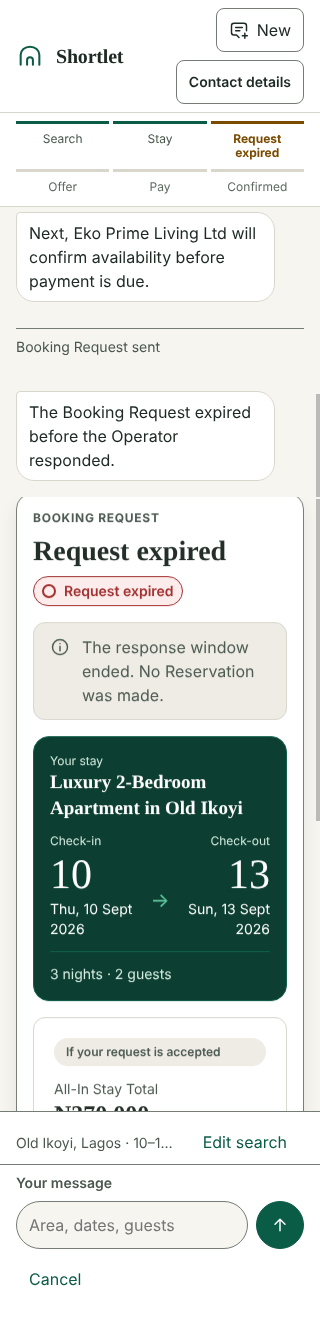 Shortlet
New
Contact details
Search
Stay
Request
expired
Offer
Pay
Confirmed
Next, Eko Prime Living Ltd will
confirm availability before
payment is due.
Booking Request sent
The Booking Request expired
before the Operator
responded.
BOOKING REQUEST
Request expired
Request expired
The response window
ended. No Reservation
was made.
Your stay
Luxury 2-Bedroom
Apartment in Old Ikoyi
Check-in
Check-out
10
13
Thu, 10 Sept
2026
→
Sun, 13 Sept
2026
3 nights · 2 guests
If your request is accepted
All-In Stay Total
Old Ikoyi, Lagos · 10–1...
Edit search
Your message
Area, dates, guests
Cancel